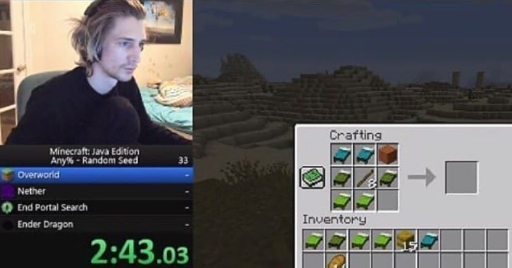 Minecraft: Java Edition
Any% - Random Seed 33
Overworld -
Nether -
End Portal Search -
Ender Dragon -
2:43.03
Crafting
8
Inventory
15